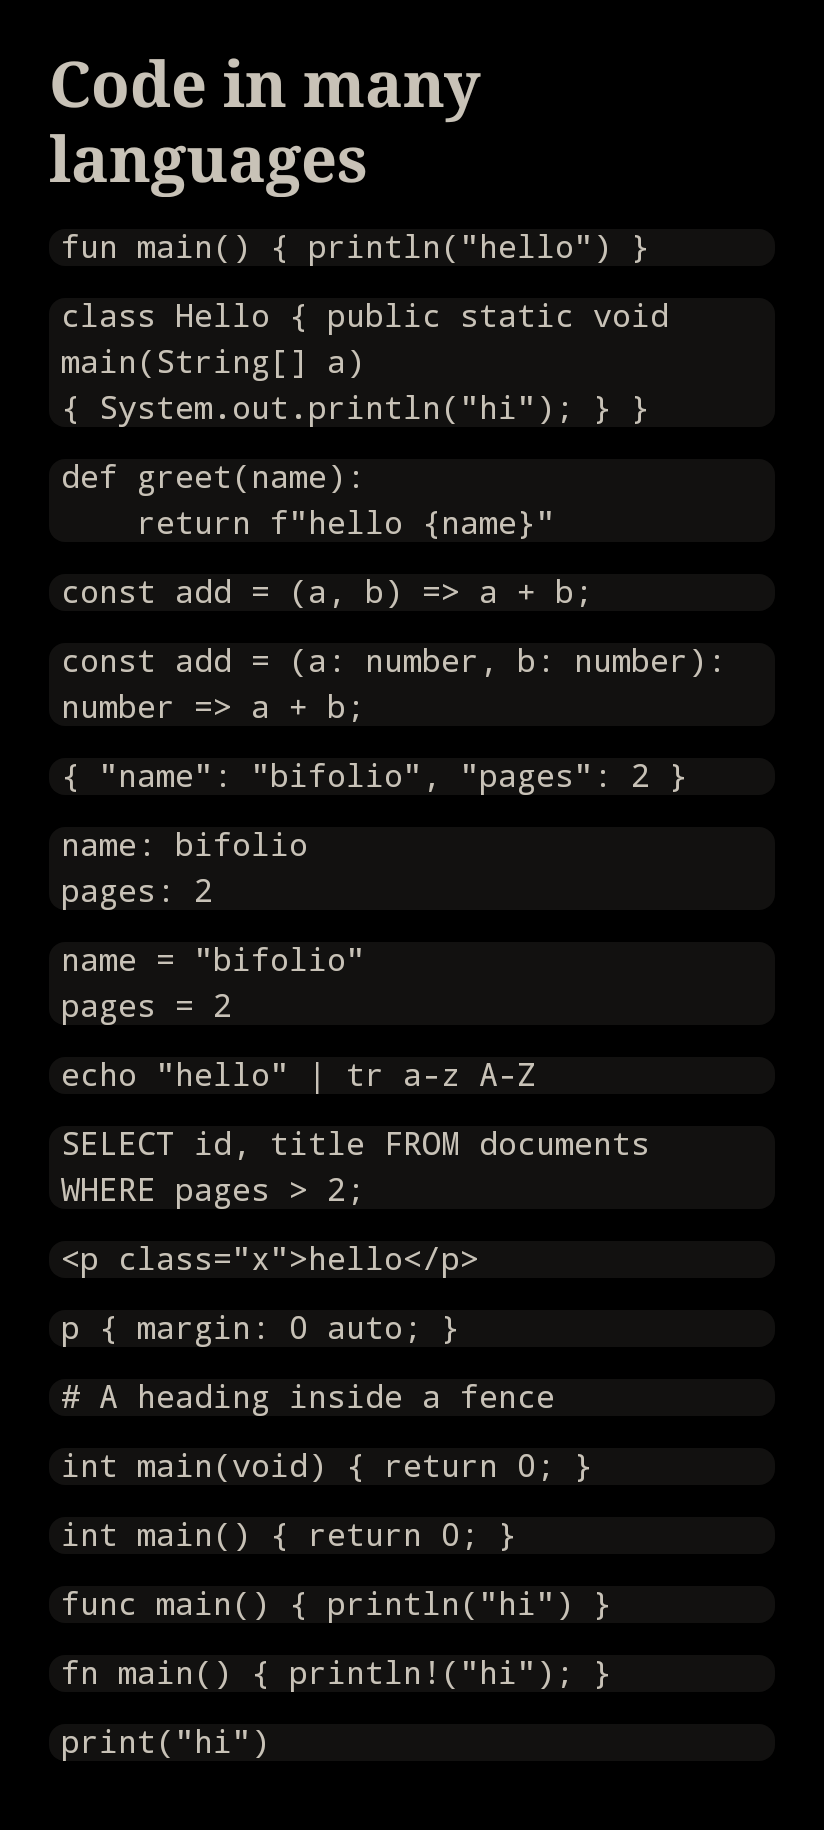 Code in many
languages
fun main() { println("hello") }
class Hello { public static void
main(String[] a)
{ System.out.println("hi"); } }
def greet(name):
    return f"hello {name}"
const add = (a, b) => a + b;
const add = (a: number, b: number):
number => a + b;
{ "name": "bifolio", "pages": 2 }
name: bifolio
pages: 2
name = "bifolio"
pages = 2
echo "hello" | tr a-z A-Z
SELECT id, title FROM documents
WHERE pages > 2;
<p class="x">hello</p>
p { margin: 0 auto; }
# A heading inside a fence
int main(void) { return 0; }
int main() { return 0; }
func main() { println("hi") }
fn main() { println!("hi"); }
print("hi")